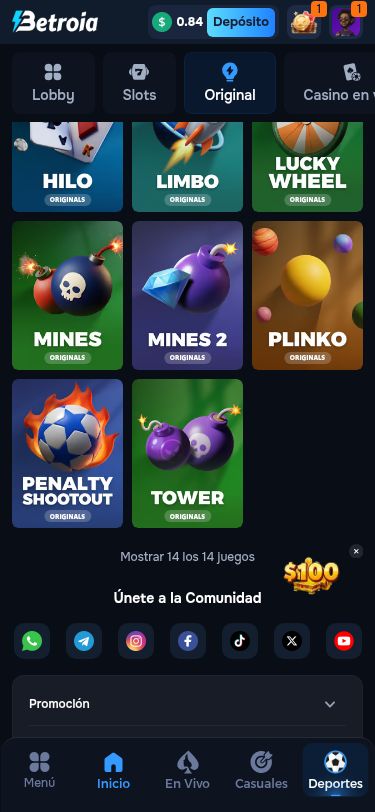 Betroia
$ 0.84 Depósito
1
1
Lobby
Slots
Original
Casino en
HILO
ORIGINALS
LIMBO
ORIGINALS
LUCKY
WHEEL
ORIGINALS
MINES
ORIGINALS
MINES 2
ORIGINALS
PLINKO
ORIGINALS
PENALTY
SHOOTOUT
ORIGINALS
TOWER
ORIGINALS
Mostrar 14 los 14 juegos
$100
Únete a la Comunidad
Promoción
Menú
Inicio
En Vivo
Casuales
Deportes